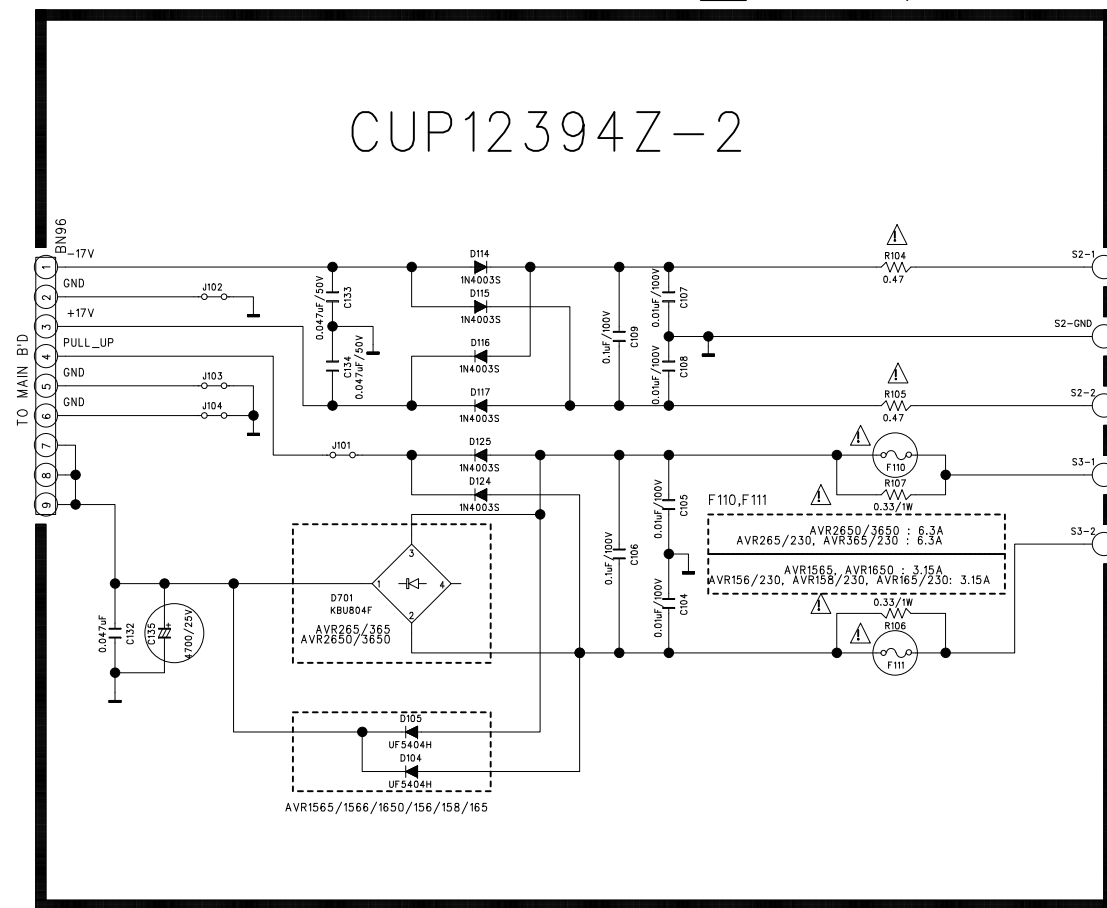 CUP12394Z-2
BN96
TO MAIN B'D
1
-17V
2
GND
3
+17V
4
PULL_UP
5
GND
6
GND
7
8
9
J102
J103
J104
J101
0.047uF/50V
C133
C134
0.047uF/50V
D114
1N4003S
D115
1N4003S
D116
1N4003S
D117
1N4003S
D125
1N4003S
D124
1N4003S
0.1uF/100V
C109
0.01uF/100V
C107
0.01uF/100V
C108
R104
0.47
R105
0.47
S2-1
S2-GND
S2-2
S3-1
S3-2
F110
R107
0.33/1W
0.1uF/100V
C106
0.01uF/100V
C105
0.01uF/100V
C104
F110,F111
AVR2650/3650 : 6.3A
AVR265/230, AVR365/230 : 6.3A
AVR1565, AVR1650 : 3.15A
AVR156/230, AVR158/230, AVR165/230: 3.15A
0.33/1W
R106
F111
3
1
4
2
D701
KBU804F
AVR265/365
AVR2650/3650
0.047uF
C132
C135
+
4700/25V
D105
UF5404H
D104
UF5404H
AVR1565/1566/1650/156/158/165